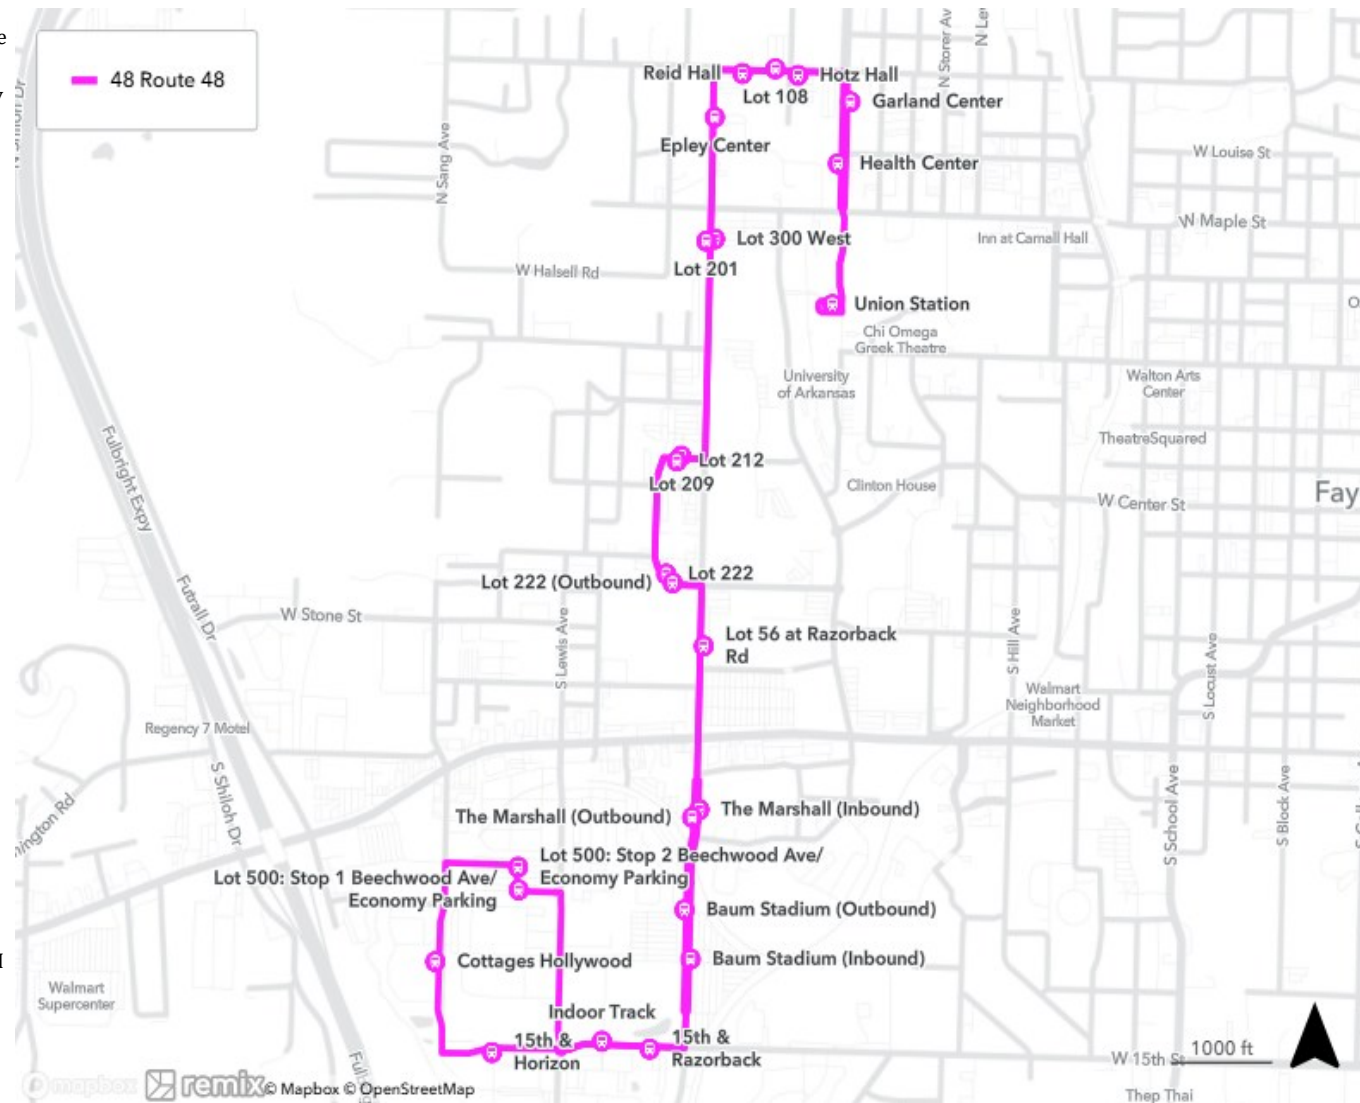 e
48 Route 48
y
N Shiloh Dr
N Sang Ave
N Storer Av
N Le
Reid Hall
Hotz Hall
Lot 108
Garland Center
Epley Center
Health Center
W Louise St
W Maple St
Lot 300 West
Inn at Carnall Hall
Lot 201
W Halsell Rd
Union Station
Chi Omega
Greek Theatre
University
of Arkansas
Walton Arts
Center
TheatreSquared
Fulbright Expy
Lot 212
Lot 209
Clinton House
W Center St
Fay
Lot 222
Lot 222 (Outbound)
Futrall Dr
W Stone St
S Lewis Ave
Lot 56 at Razorback
Rd
S Hill Ave
S Locust Ave
Walmart
Neighborhood
Market
Regency 7 Motel
S Shiloh Dr
nington Rd
S School Ave
S Block Ave
The Marshall (Inbound)
The Marshall (Outbound)
Lot 500: Stop 2 Beechwood Ave/
Economy Parking
Lot 500: Stop 1 Beechwood Ave/
Economy Parking
Baum Stadium (Outbound)
Cottages Hollywood
Baum Stadium (Inbound)
Walmart
Supercenter
Indoor Track
15th &
Horizon
15th &
Razorback
1000 ft
W 15th St
mapbox
remix
© Mapbox © OpenStreetMap
Thep Thai